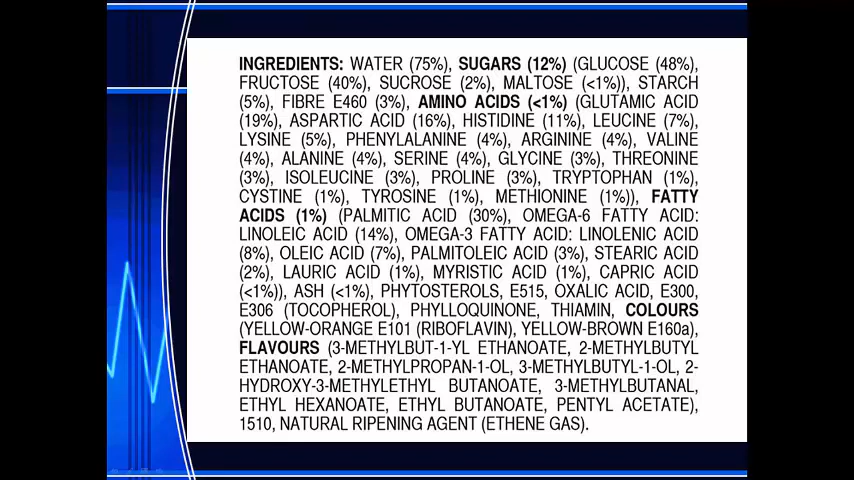 INGREDIENTS: WATER (75%), SUGARS (12%) (GLUCOSE (48%),
FRUCTOSE (40%), SUCROSE (2%), MALTOSE (<1%)), STARCH
(5%), FIBRE E460 (3%), AMINO ACIDS (<1%) (GLUTAMIC ACID
(19%), ASPARTIC ACID (16%), HISTIDINE (11%), LEUCINE (7%),
LYSINE (5%), PHENYLALANINE (4%), ARGININE (4%), VALINE
(4%), ALANINE (4%), SERINE (4%), GLYCINE (3%), THREONINE
(3%), ISOLEUCINE (3%), PROLINE (3%), TRYPTOPHAN (1%),
CYSTINE (1%), TYROSINE (1%), METHIONINE (1%)), FATTY
ACIDS (1%) (PALMITIC ACID (30%), OMEGA-6 FATTY ACID:
LINOLEIC ACID (14%), OMEGA-3 FATTY ACID: LINOLENIC ACID
(8%), OLEIC ACID (7%), PALMITOLEIC ACID (3%), STEARIC ACID
(2%), LAURIC ACID (1%), MYRISTIC ACID (1%), CAPRIC ACID
(<1%)), ASH (<1%), PHYTOSTEROLS, E515, OXALIC ACID, E300,
E306 (TOCOPHEROL), PHYLLOQUINONE, THIAMIN, COLOURS
(YELLOW-ORANGE E101 (RIBOFLAVIN), YELLOW-BROWN E160a),
FLAVOURS (3-METHYLBUT-1-YL ETHANOATE, 2-METHYLBUTYL
ETHANOATE, 2-METHYLPROPAN-1-OL, 3-METHYLBUTYL-1-OL, 2-
HYDROXY-3-METHYLETHYL BUTANOATE, 3-METHYLBUTANAL,
ETHYL HEXANOATE, ETHYL BUTANOATE, PENTYL ACETATE),
1510, NATURAL RIPENING AGENT (ETHENE GAS).